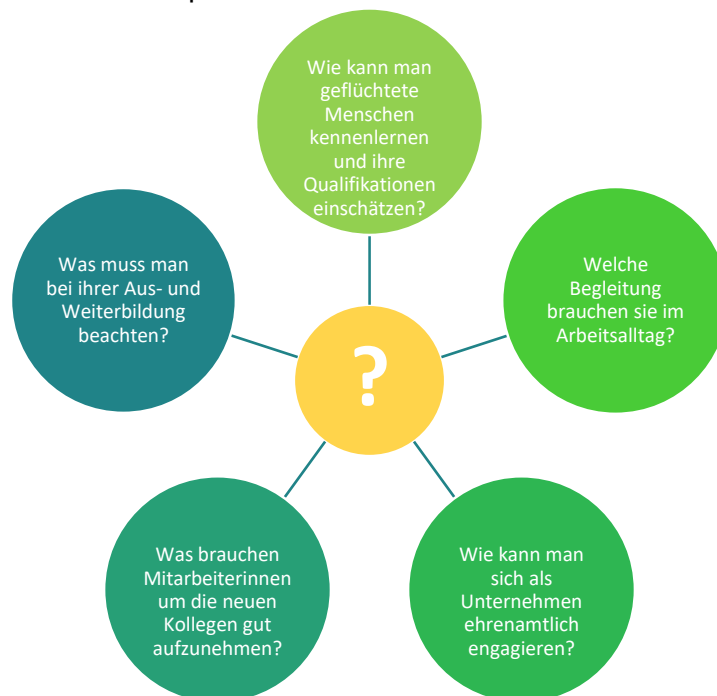 Wie kann man
geflüchtete
Menschen
kennenlernen
und ihre
Qualifikationen
einschätzen?
Welche
Begleitung
brauchen sie im
Arbeitsalltag?
Wie kann man
sich als
Unternehmen
ehrenamtlich
engagieren?
Was brauchen
Mitarbeiterinnen
um die neuen
Kollegen gut
aufzunehmen?
Was muss man
bei ihrer Aus- und
Weiterbildung
beachten?
?